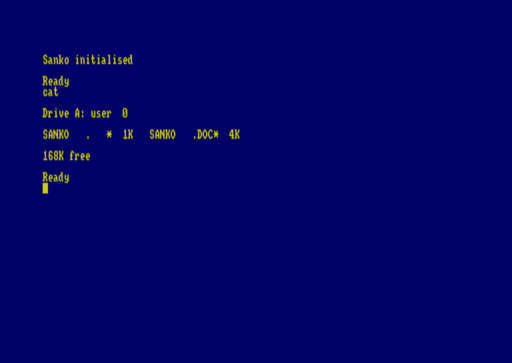 Sanko initialised
Ready
cat
Drive A: user  0
SANKO   .   *  1K   SANKO   .DOC*  4K
168K free
Ready